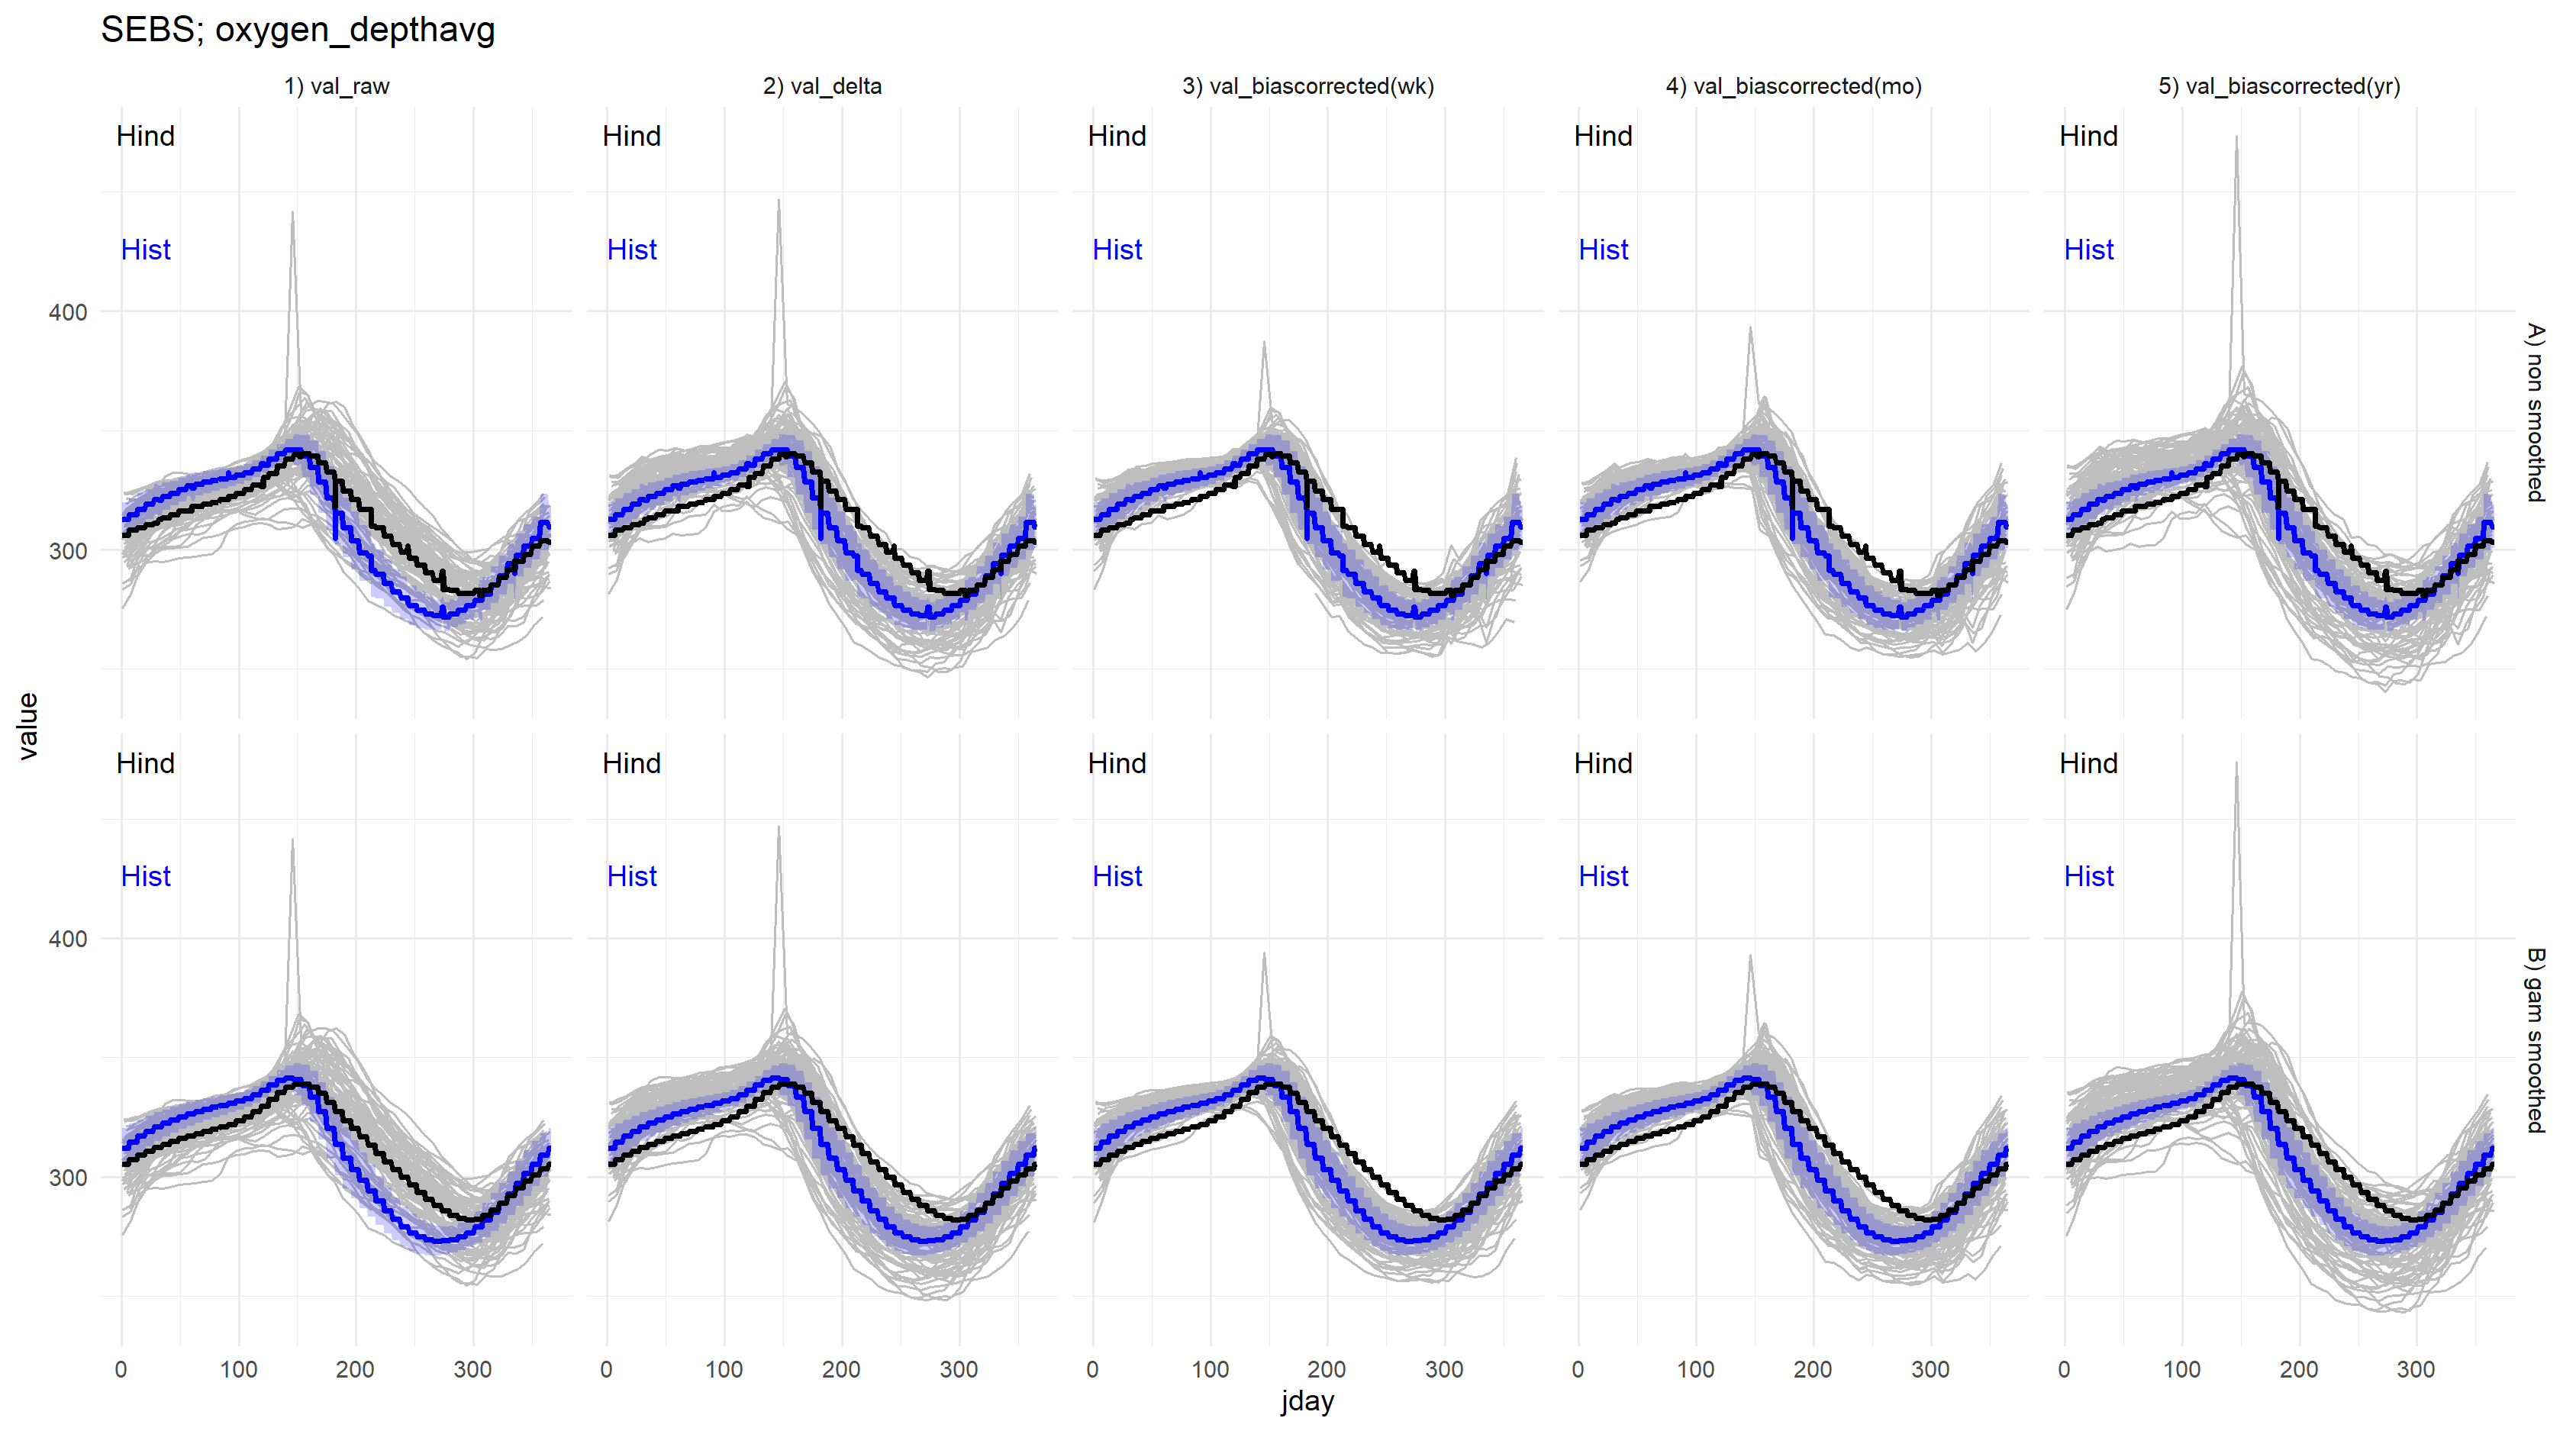 SEBS; oxygen_depthavg
1) val_raw
2) val_delta
3) val_biascorrected(wk)
4) val_biascorrected(mo)
5) val_biascorrected(yr)
Hind
Hind
Hind
Hind
Hind
Hist
Hist
Hist
Hist
Hist
400
300
A) non smoothed
value
Hind
Hind
Hind
Hind
Hind
Hist
Hist
Hist
Hist
Hist
400
300
B) gam smoothed
0 100 200 300
0 100 200 300
0 100 200 300
0 100 200 300
0 100 200 300
jday